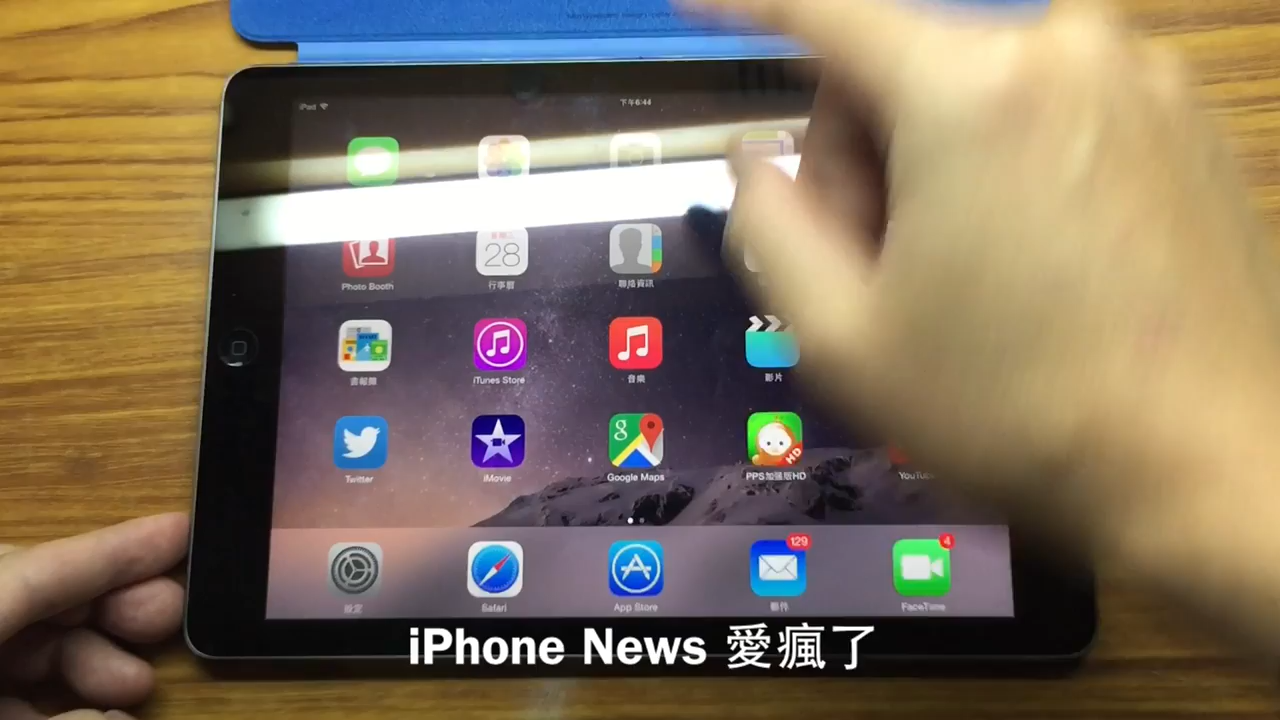 iPad
下午6:44
28
Photo Booth
行事曆
聯絡資訊
書報攤
iTunes Store
音樂
影片
g
HD
Twitter
iMovie
Google Maps
PPS加強版HD
YouTube
129
4
設定
Safari
App Store
郵件
FaceTime
iPhone News 愛瘋了